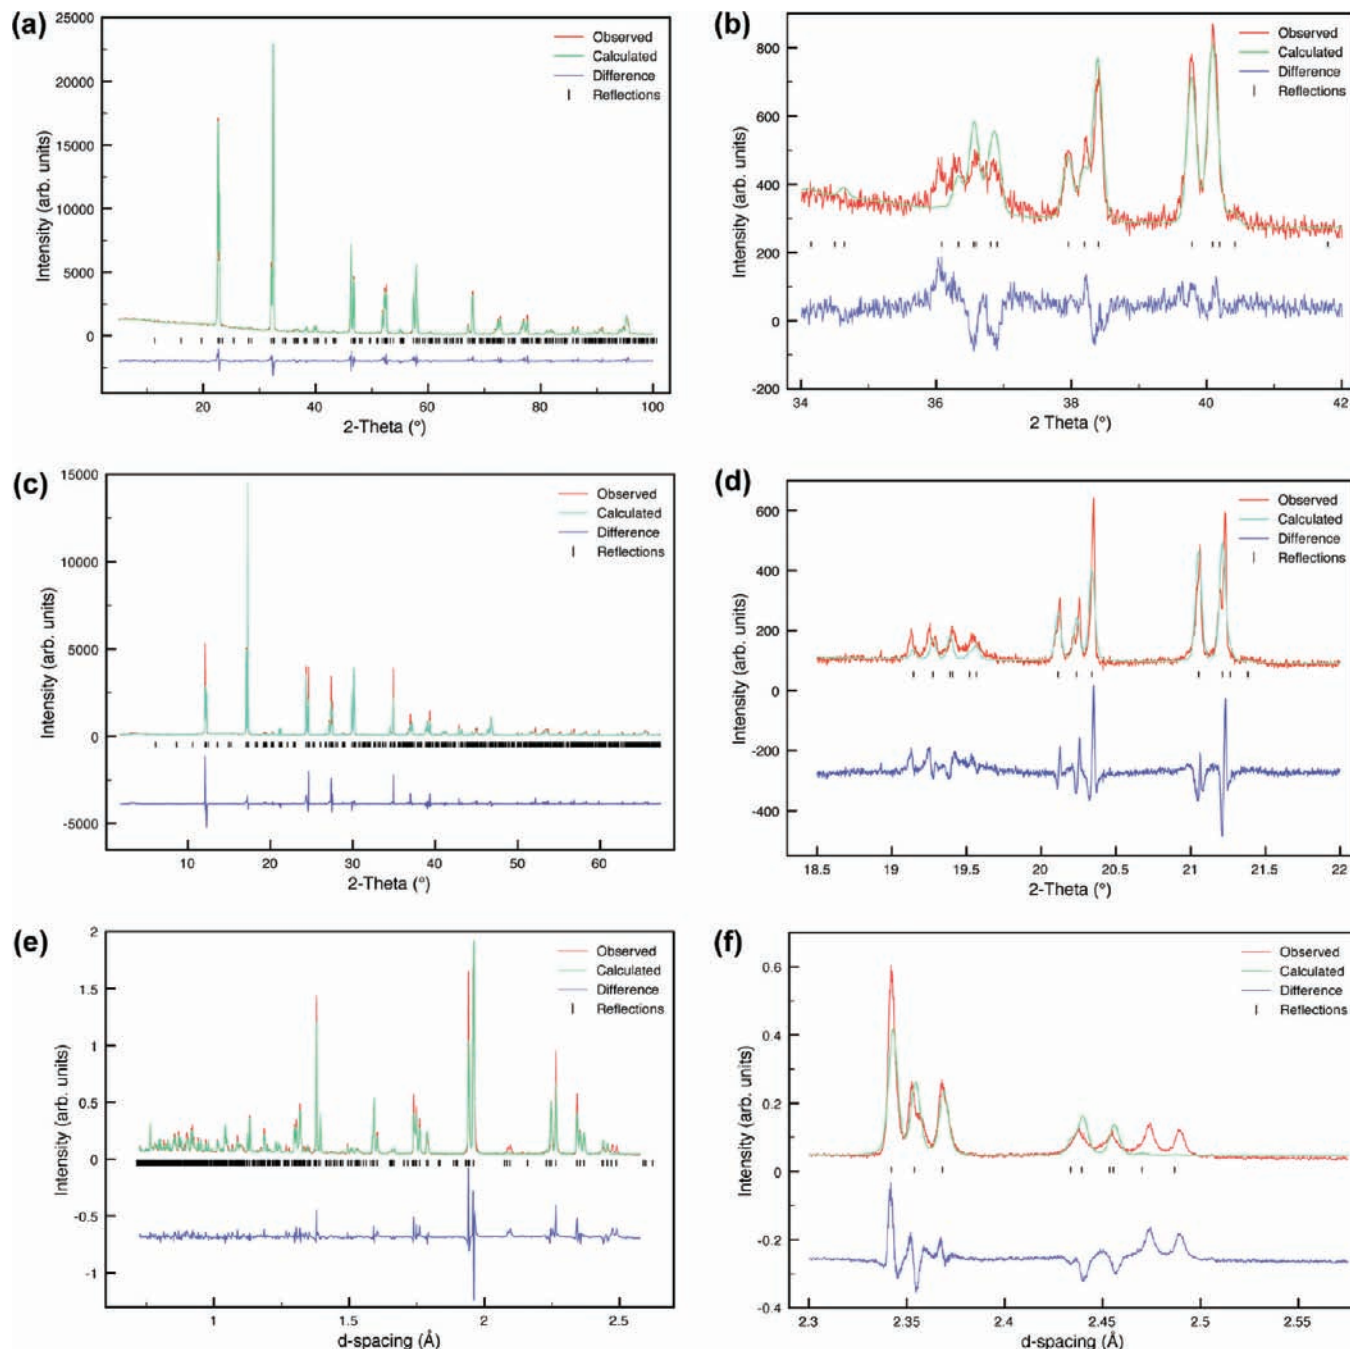 (a)
25000
20000
15000
10000
5000
0
Intensity (arb. units)
Observed
Calculated
Difference
Reflections
20 40 60 80 100
2-Theta (°)
(b)
800
600
400
200
0
-200
Intensity (arb. units)
Observed
Calculated
Difference
Reflections
34 36 38 40 42
2 Theta (°)
(c)
15000
10000
5000
0
-5000
Intensity (arb. units)
Observed
Calculated
Difference
Reflections
10 20 30 40 50 60
2-Theta (°)
(d)
600
400
200
0
-200
-400
Intensity (arb. units)
Observed
Calculated
Difference
Reflections
18.5 19 19.5 20 20.5 21 21.5 22
2-Theta (°)
(e)
2
1.5
1
0.5
0
-0.5
-1
Intensity (arb. units)
Observed
Calculated
Difference
Reflections
1 1.5 2 2.5
d-spacing (Å)
(f)
0.6
0.4
0.2
0
-0.2
-0.4
Intensity (arb. units)
Observed
Calculated
Difference
Reflections
2.3 2.35 2.4 2.45 2.5 2.55
d-spacing (Å)